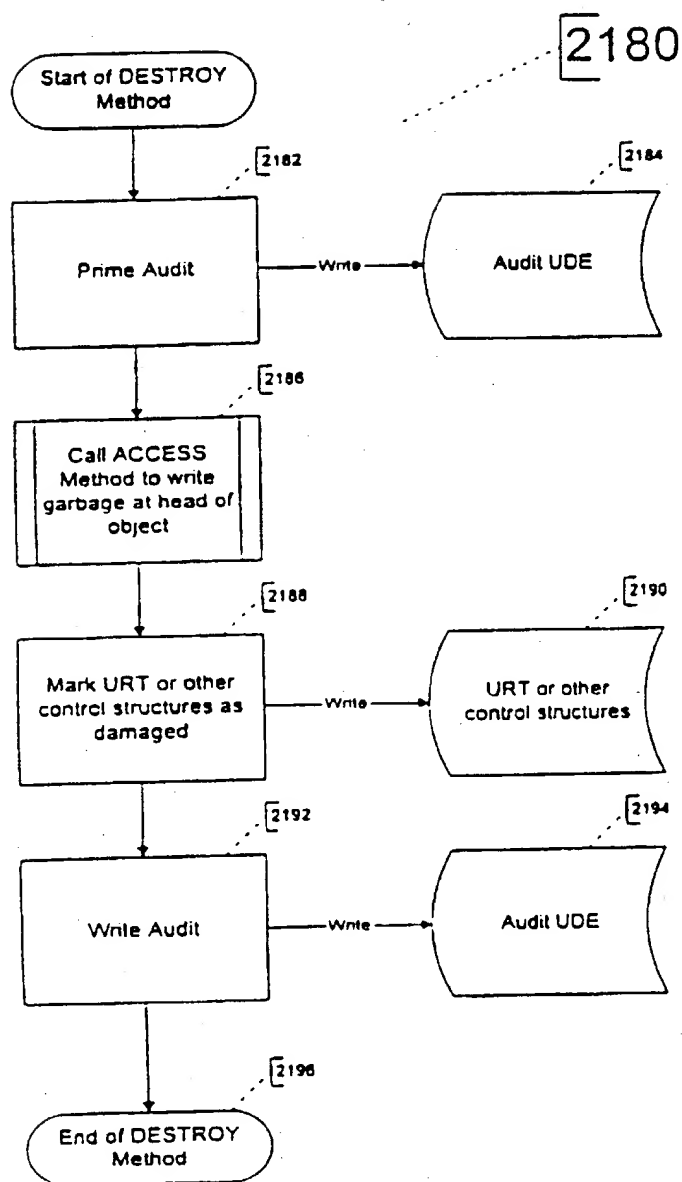 2180
Start of DESTROY
Method
2182
2184
Prime Audit
Write
Audit UDE
2186
Call ACCESS
Method to write
garbage at head of
object
2188
2190
Mark URT or other
control structures as
damaged
Write
URT or other
control structures
2192
2194
Write Audit
Write
Audit UDE
2196
End of DESTROY
Method